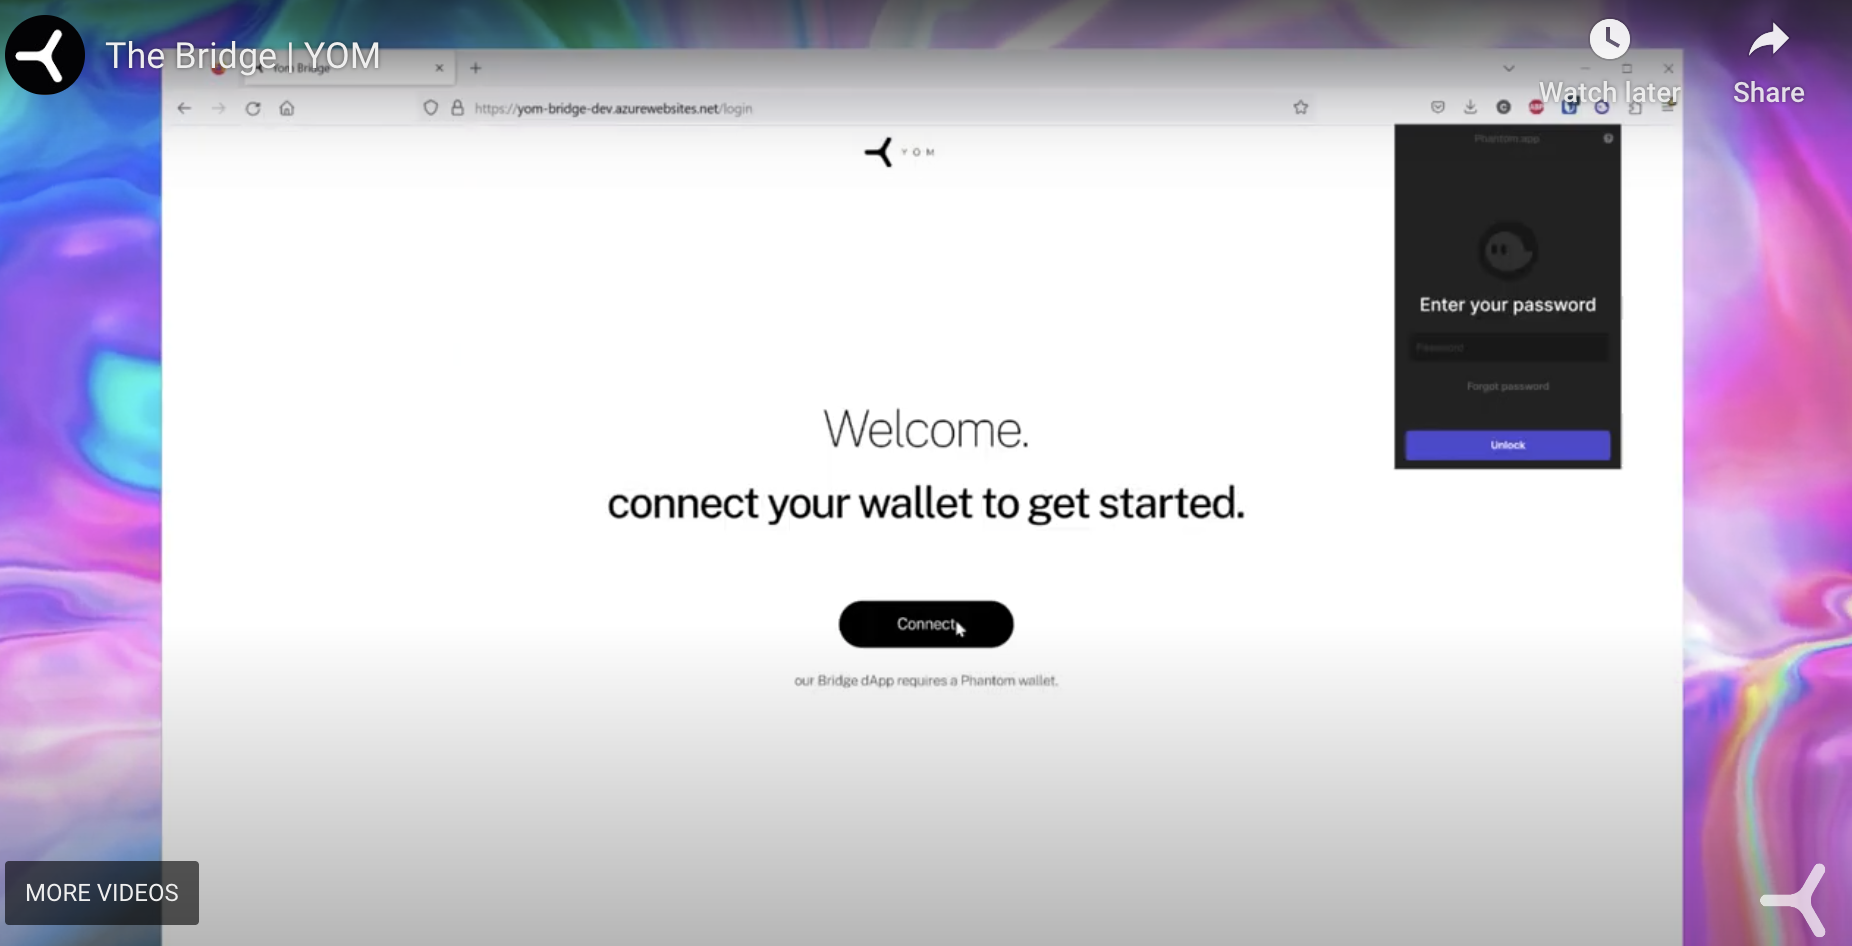 The Bridge | YOM
Watch later
Share
Yom Bridge
https://yom-bridge-dev.azurewebsites.net/login
YOM
Phantom.app
Enter your password
Password
Forgot password
Unlock
Welcome.
connect your wallet to get started.
Connect
our Bridge dApp requires a Phantom wallet.
MORE VIDEOS